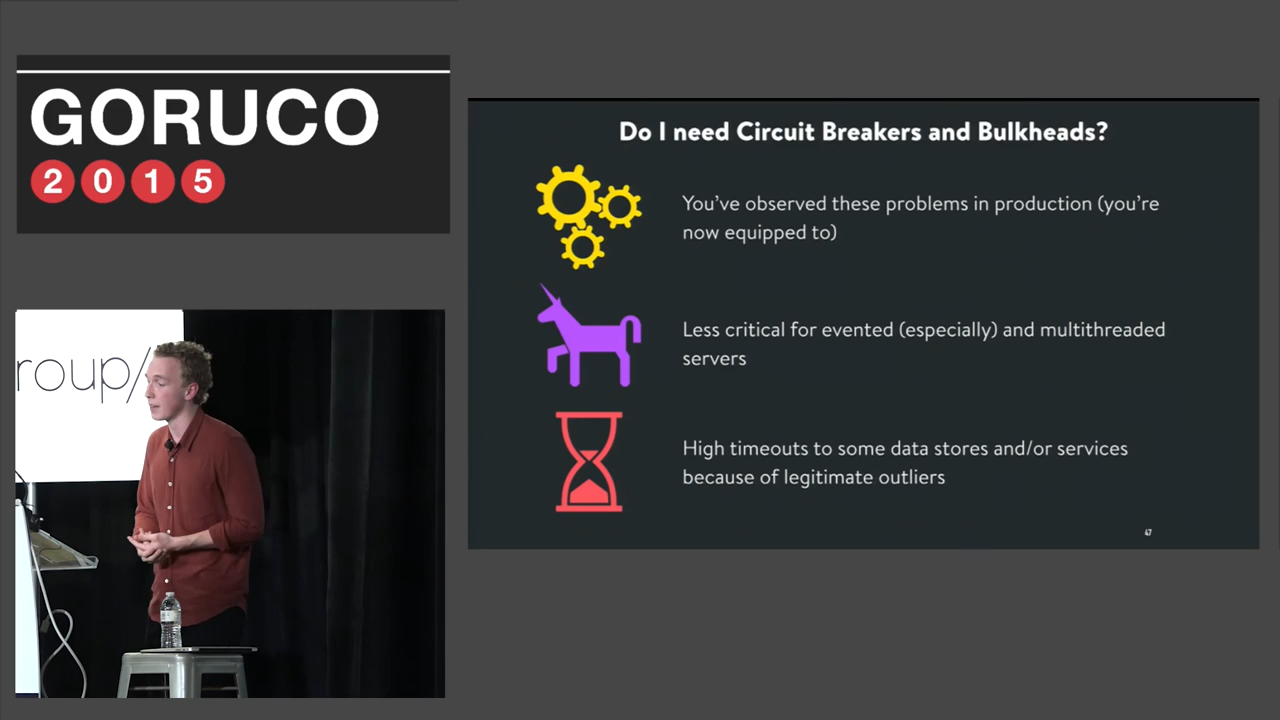 GORUCO
2 0 1 5
roup/
Do I need Circuit Breakers and Bulkheads?
You've observed these problems in production (you're
now equipped to)
Less critical for evented (especially) and multithreaded
servers
High timeouts to some data stores and/or services
because of legitimate outliers
47